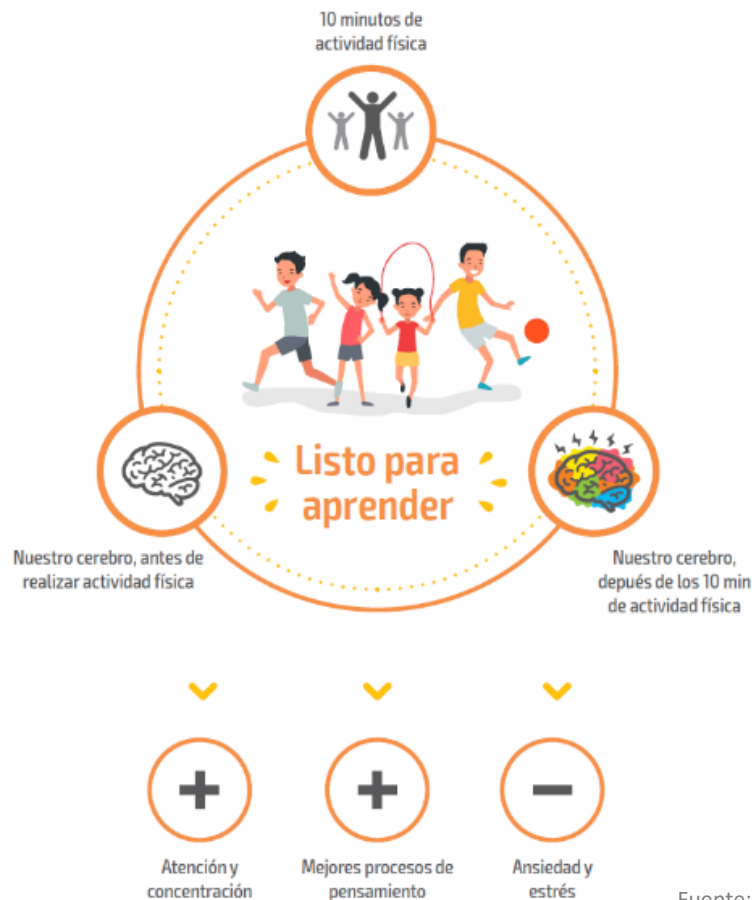 10 minutos de
actividad física
Listo para
aprender
Nuestro cerebro, antes de
realizar actividad física
Nuestro cerebro,
depués de los 10 min
de actividad física
Atención y
concentración
Mejores procesos de
pensamiento
Ansiedad y
estrés
Fuente: